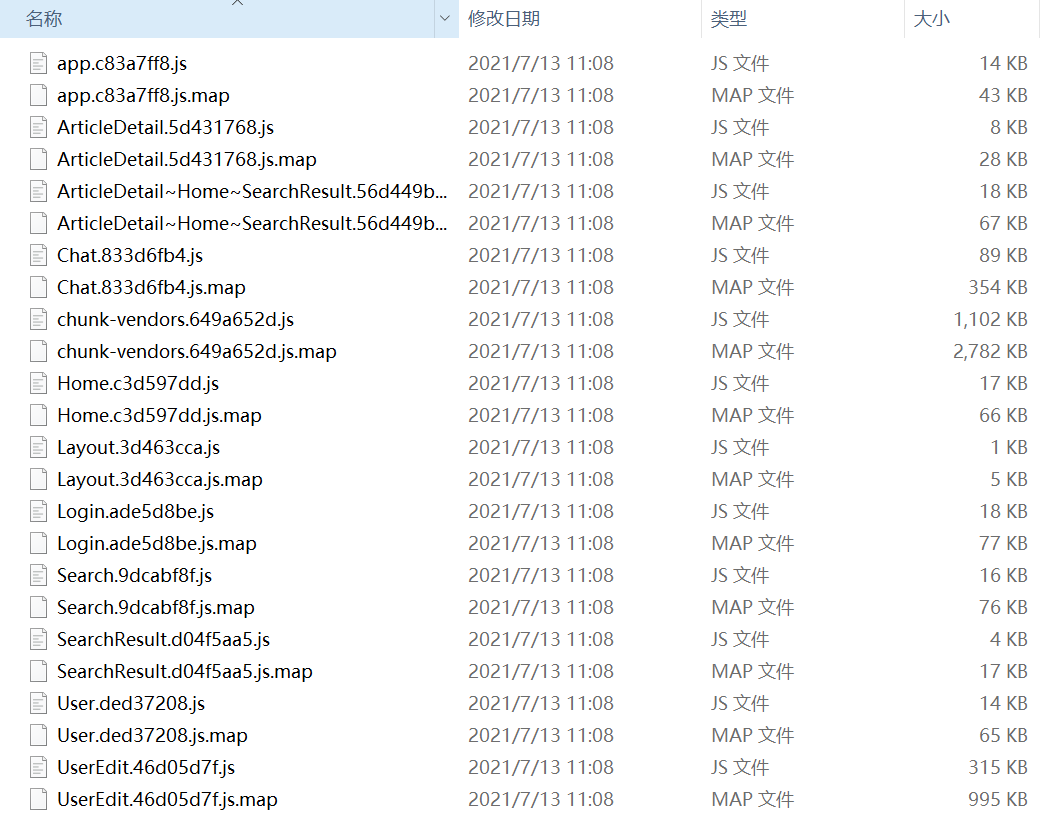 名称 修改日期 类型 大小
app.c83a7ff8.js 2021/7/13 11:08 JS 文件 14 KB
app.c83a7ff8.js.map 2021/7/13 11:08 MAP 文件 43 KB
ArticleDetail.5d431768.js 2021/7/13 11:08 JS 文件 8 KB
ArticleDetail.5d431768.js.map 2021/7/13 11:08 MAP 文件 28 KB
ArticleDetail~Home~SearchResult.56d449b... 2021/7/13 11:08 JS 文件 18 KB
ArticleDetail~Home~SearchResult.56d449b... 2021/7/13 11:08 MAP 文件 67 KB
Chat.833d6fb4.js 2021/7/13 11:08 JS 文件 89 KB
Chat.833d6fb4.js.map 2021/7/13 11:08 MAP 文件 354 KB
chunk-vendors.649a652d.js 2021/7/13 11:08 JS 文件 1,102 KB
chunk-vendors.649a652d.js.map 2021/7/13 11:08 MAP 文件 2,782 KB
Home.c3d597dd.js 2021/7/13 11:08 JS 文件 17 KB
Home.c3d597dd.js.map 2021/7/13 11:08 MAP 文件 66 KB
Layout.3d463cca.js 2021/7/13 11:08 JS 文件 1 KB
Layout.3d463cca.js.map 2021/7/13 11:08 MAP 文件 5 KB
Login.ade5d8be.js 2021/7/13 11:08 JS 文件 18 KB
Login.ade5d8be.js.map 2021/7/13 11:08 MAP 文件 77 KB
Search.9dcabf8f.js 2021/7/13 11:08 JS 文件 16 KB
Search.9dcabf8f.js.map 2021/7/13 11:08 MAP 文件 76 KB
SearchResult.d04f5aa5.js 2021/7/13 11:08 JS 文件 4 KB
SearchResult.d04f5aa5.js.map 2021/7/13 11:08 MAP 文件 17 KB
User.ded37208.js 2021/7/13 11:08 JS 文件 14 KB
User.ded37208.js.map 2021/7/13 11:08 MAP 文件 65 KB
UserEdit.46d05d7f.js 2021/7/13 11:08 JS 文件 315 KB
UserEdit.46d05d7f.js.map 2021/7/13 11:08 MAP 文件 995 KB